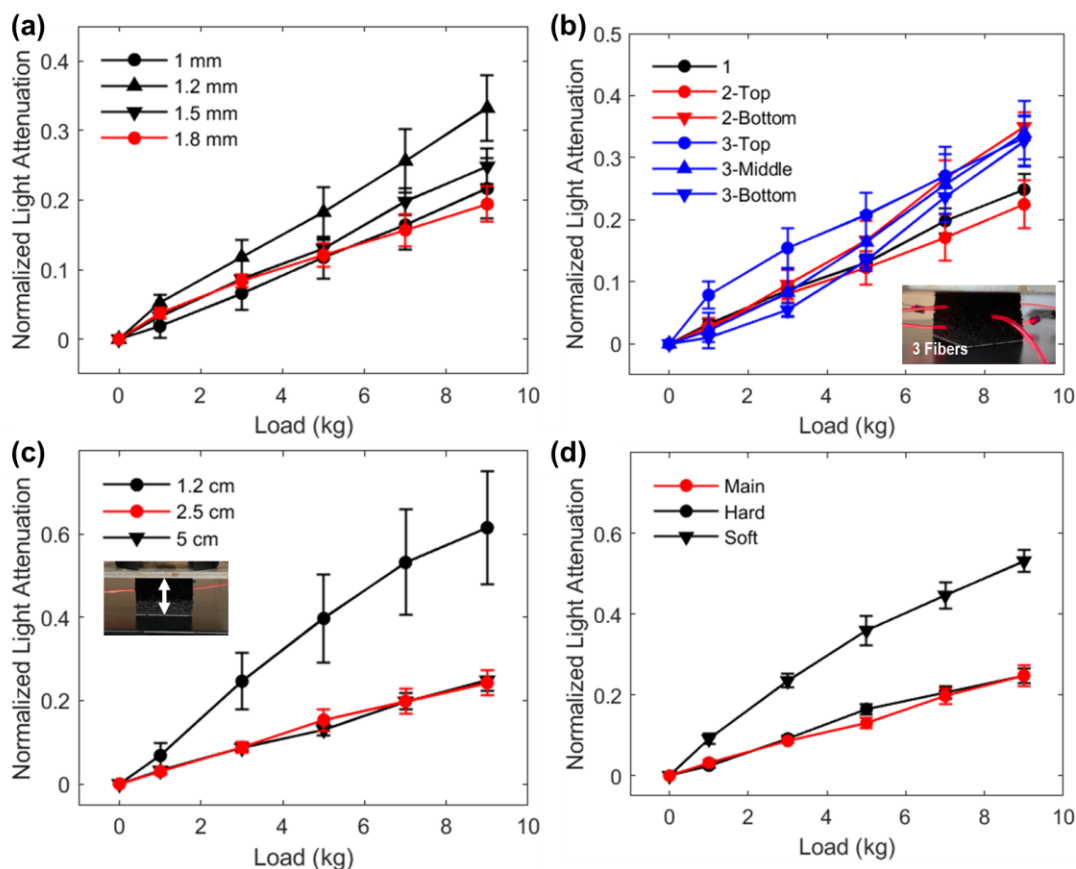 (a)
Normalized Light Attenuation
0.4
0.3
0.2
0.1
0
1 mm
1.2 mm
1.5 mm
1.8 mm
0 2 4 6 8 10
Load (kg)
(b)
Normalized Light Attenuation
0.5
0.4
0.3
0.2
0.1
0
1
2-Top
2-Bottom
3-Top
3-Middle
3-Bottom
3 Fibers
0 2 4 6 8 10
Load (kg)
(c)
Normalized Light Attenuation
0.6
0.4
0.2
0
1.2 cm
2.5 cm
5 cm
0 2 4 6 8 10
Load (kg)
(d)
Normalized Light Attenuation
0.6
0.4
0.2
0
Main
Hard
Soft
0 2 4 6 8 10
Load (kg)